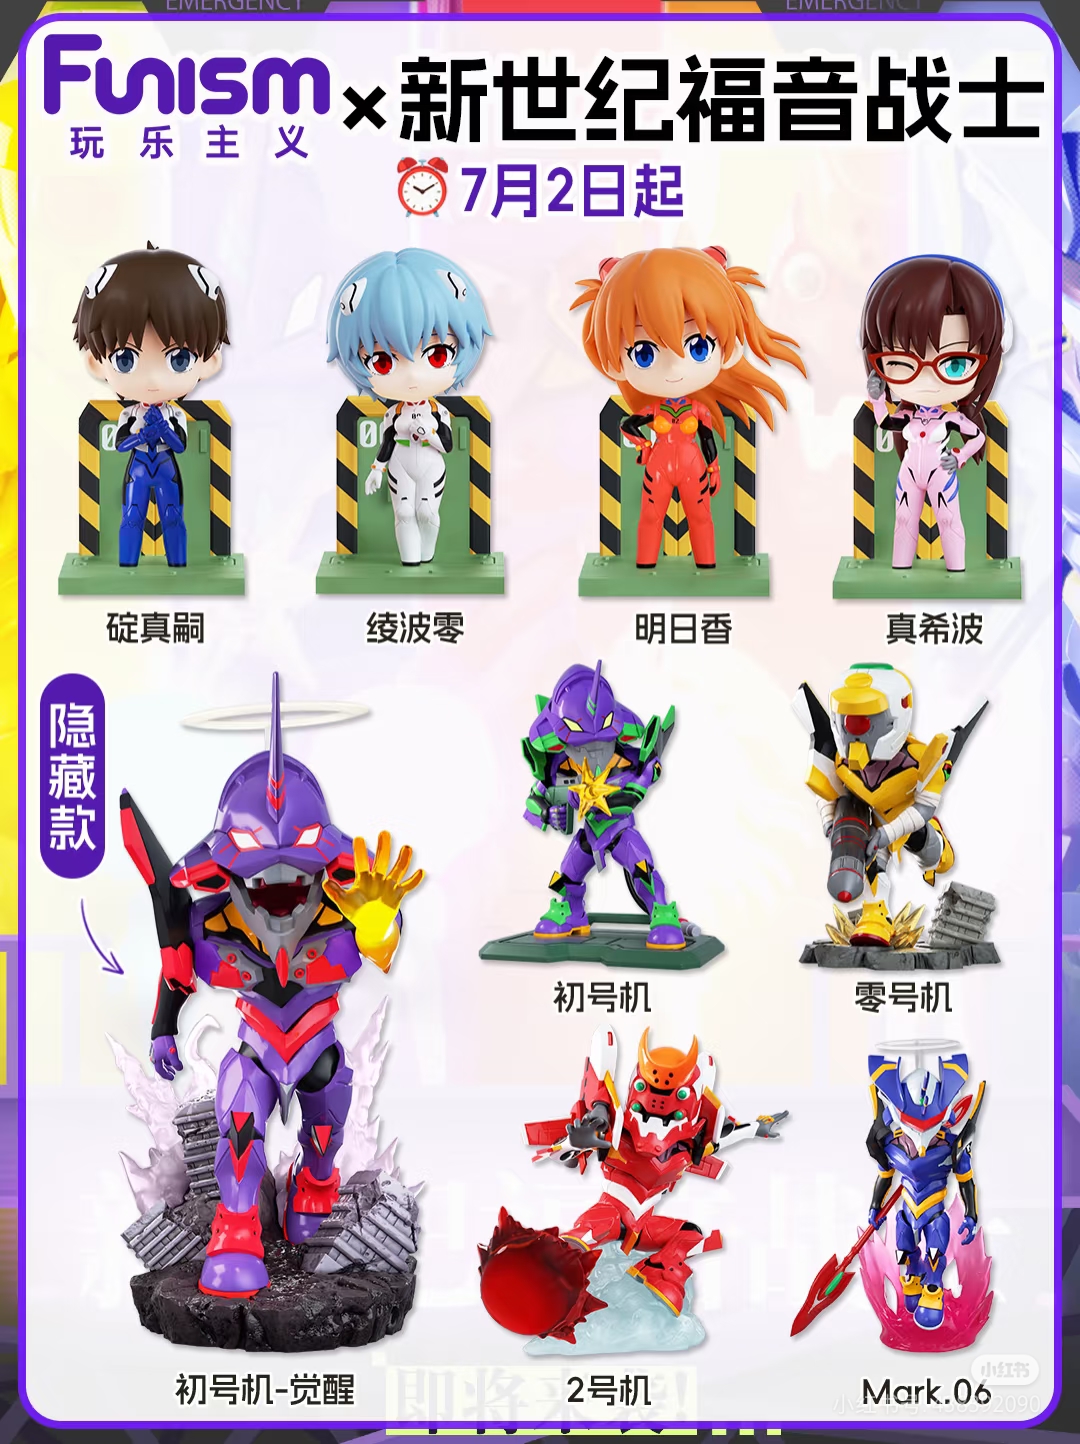 EMERGENCY
EMERGENCY
Funism
玩乐主义
×新世纪福音战士
7月2日起
碇真嗣
绫波零
明日香
真希波
隐藏款
初号机
零号机
初号机-觉醒
2号机
Mark.06
小红书
即将来袭!